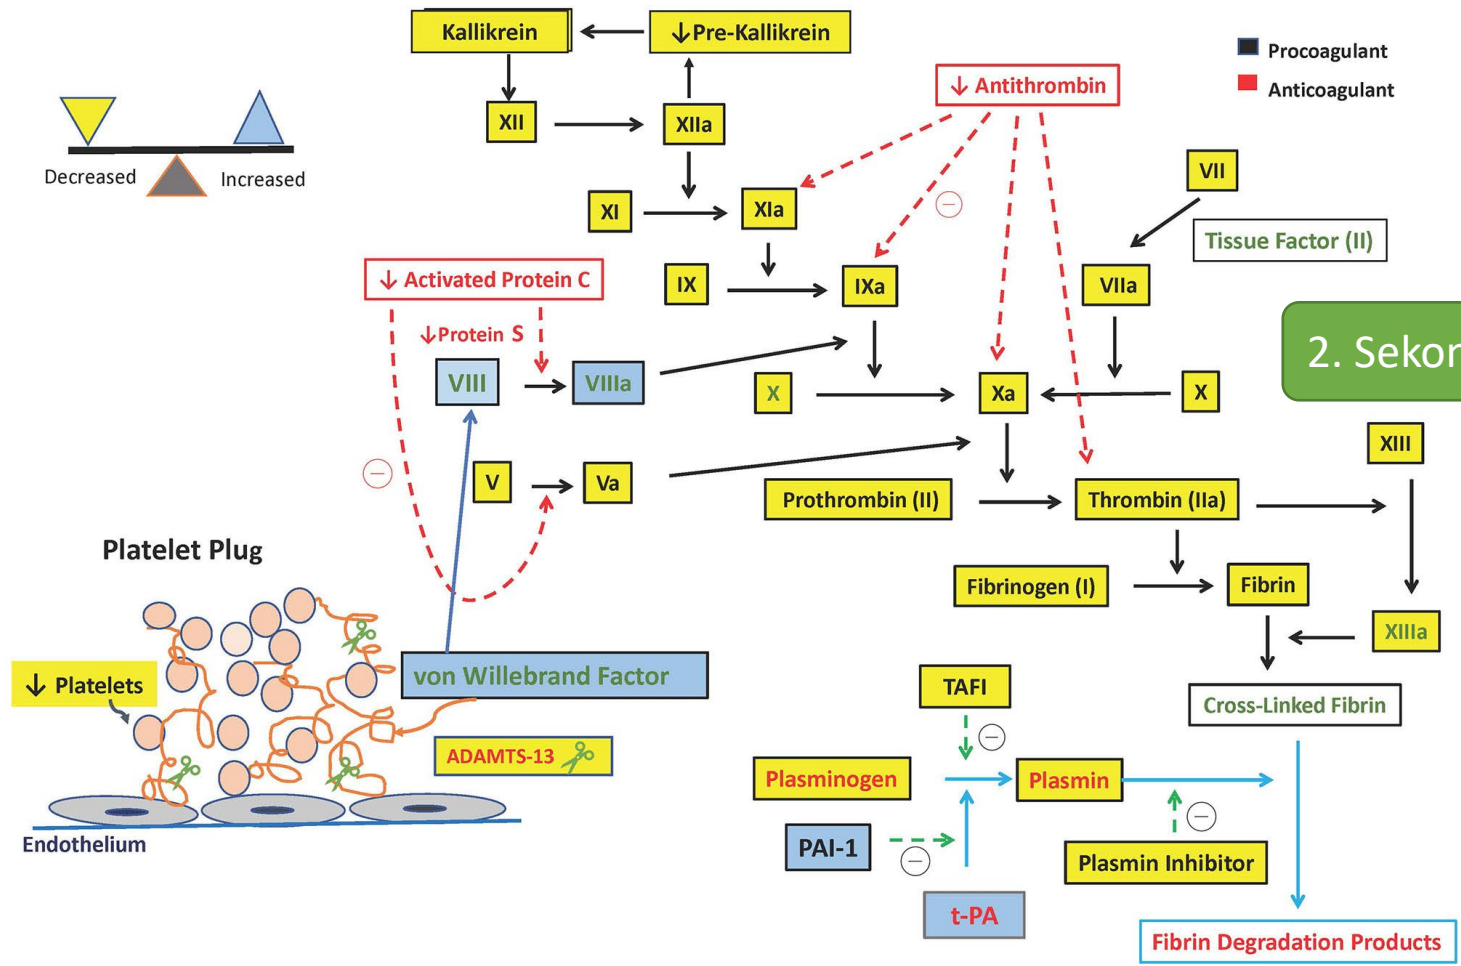 Kallikrein
↓Pre-Kallikrein
Procoagulant
Anticoagulant
↓ Antithrombin
XII
XIIa
Decreased
Increased
VII
XI
XIa
Tissue Factor (II)
↓ Activated Protein C
IX
IXa
VIIa
↓Protein S
2. Sekon
VIII
VIIIa
X
Xa
X
XIII
V
Va
Prothrombin (II)
Thrombin (IIa)
Platelet Plug
Fibrinogen (I)
Fibrin
XIIIa
von Willebrand Factor
↓ Platelets
TAFI
Cross-Linked Fibrin
ADAMTS-13
Plasminogen
Plasmin
Endothelium
PAI-1
Plasmin Inhibitor
t-PA
Fibrin Degradation Products